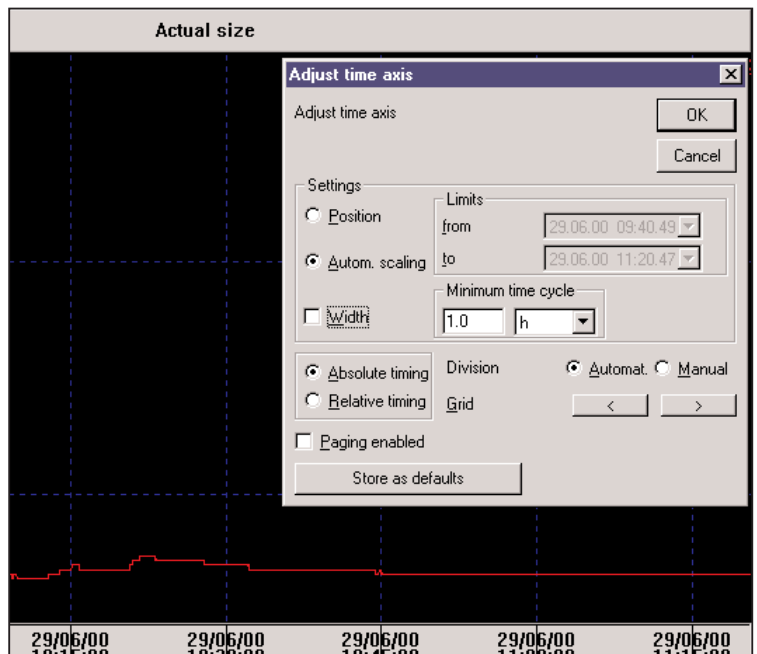 Actual size
Adjust time axis
Adjust time axis
OK
Cancel
Settings
Position
Limits
from 29.06.00 09:40.49
Autom. scaling
to 29.06.00 11:20.47
Minimum time cycle
Width
1.0 h
Absolute timing
Division
Automat. Manual
Relative timing
Grid < >
Paging enabled
Store as defaults
29/06/00 29/06/00 29/06/00 29/06/00 29/06/00